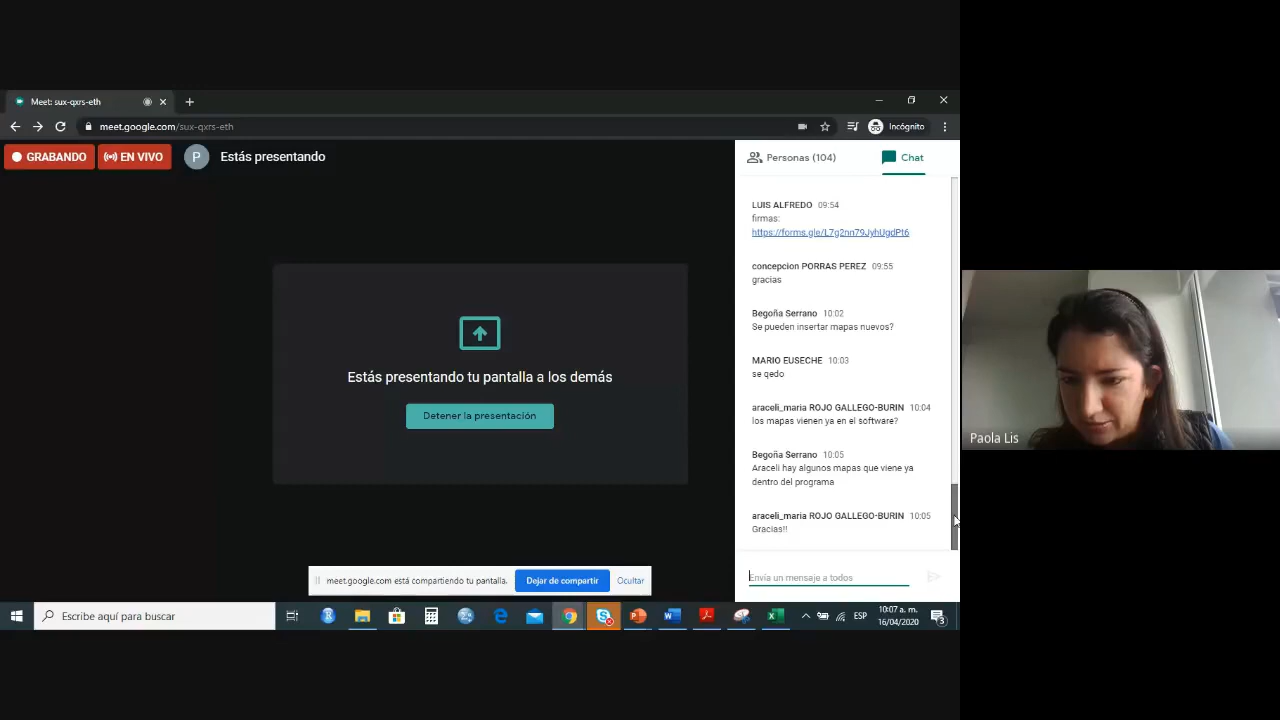 Meet: sux-qxrs-eth
meet.google.com/sux-qxrs-eth
Incógnito
GRABANDO
EN VIVO
P
Estás presentando
Personas (104)
Chat
LUIS ALFREDO 09:54
firmas:
https://forms.gle/L7g2nn79JyhUgdPt6
concepcion PORRAS PEREZ 09:55
gracias
Begoña Serrano 10:02
Se pueden insertar mapas nuevos?
MARIO EUSECHE 10:03
se qedo
araceli_maria ROJO GALLEGO-BURIN 10:04
los mapas vienen ya en el software?
Begoña Serrano 10:05
Araceli hay algunos mapas que viene ya
dentro del programa
araceli_maria ROJO GALLEGO-BURIN 10:05
Gracias!!
Envía un mensaje a todos
Estás presentando tu pantalla a los demás
Detener la presentación
meet.google.com está compartiendo tu pantalla.
Dejar de compartir
Ocultar
Paola Lis
Escribe aquí para buscar
ESP
10:07 a. m.
16/04/2020
3